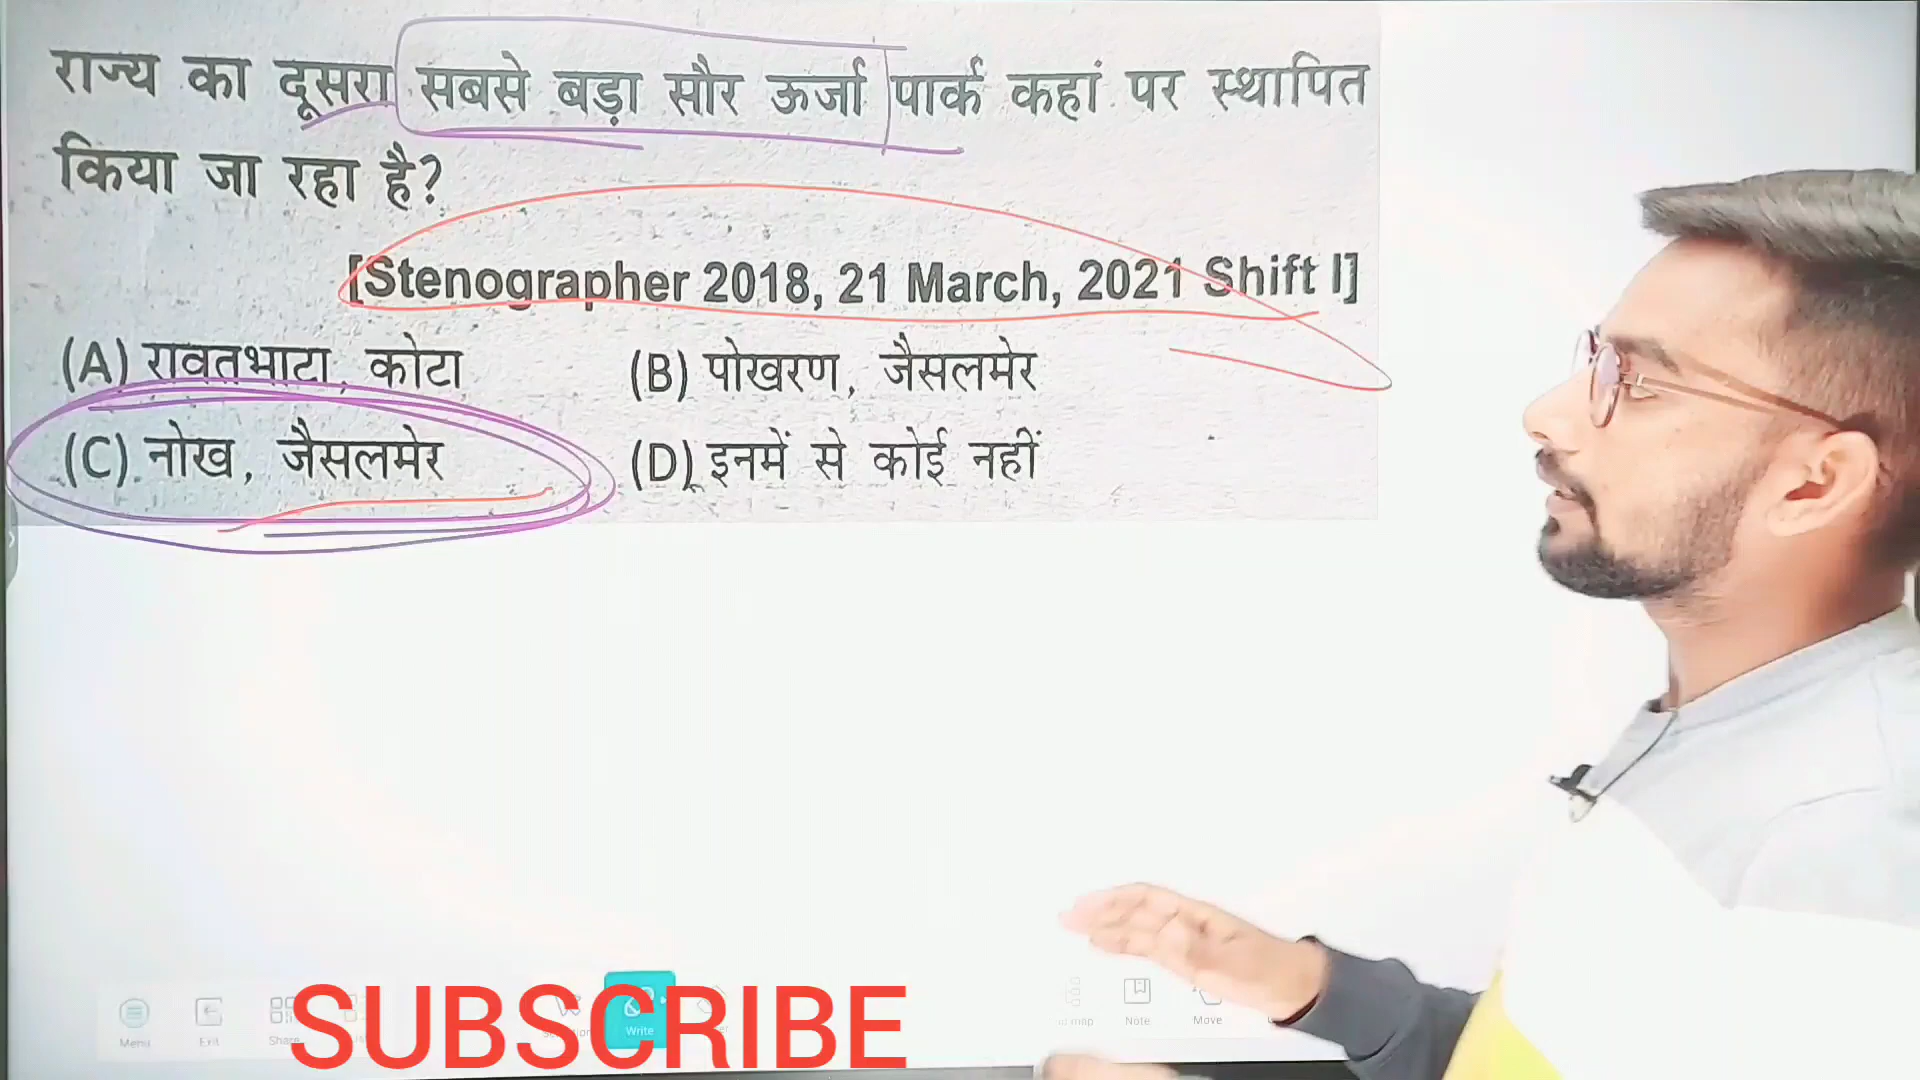 राज्य का दूसरा सबसे बड़ा सौर ऊर्जा पार्क कहां पर स्थापित
किया जा रहा है?
[Stenographer 2018, 21 March, 2021 Shift I]
(A) रावतभाटा, कोटा (B) पोखरण, जैसलमेर
(C) नोख, जैसलमेर (D) इनमें से कोई नहीं
SUBSCRIBE
Menu Exit Share Write Note Move